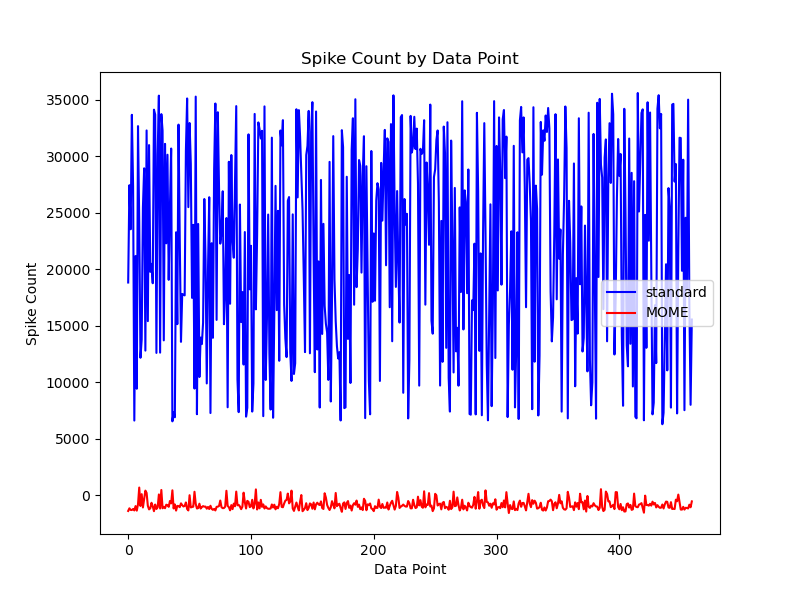 Spike Count by Data Point
35000
30000
25000
20000
15000
10000
5000
0
Spike Count
standard
MOME
0 100 200 300 400
Data Point